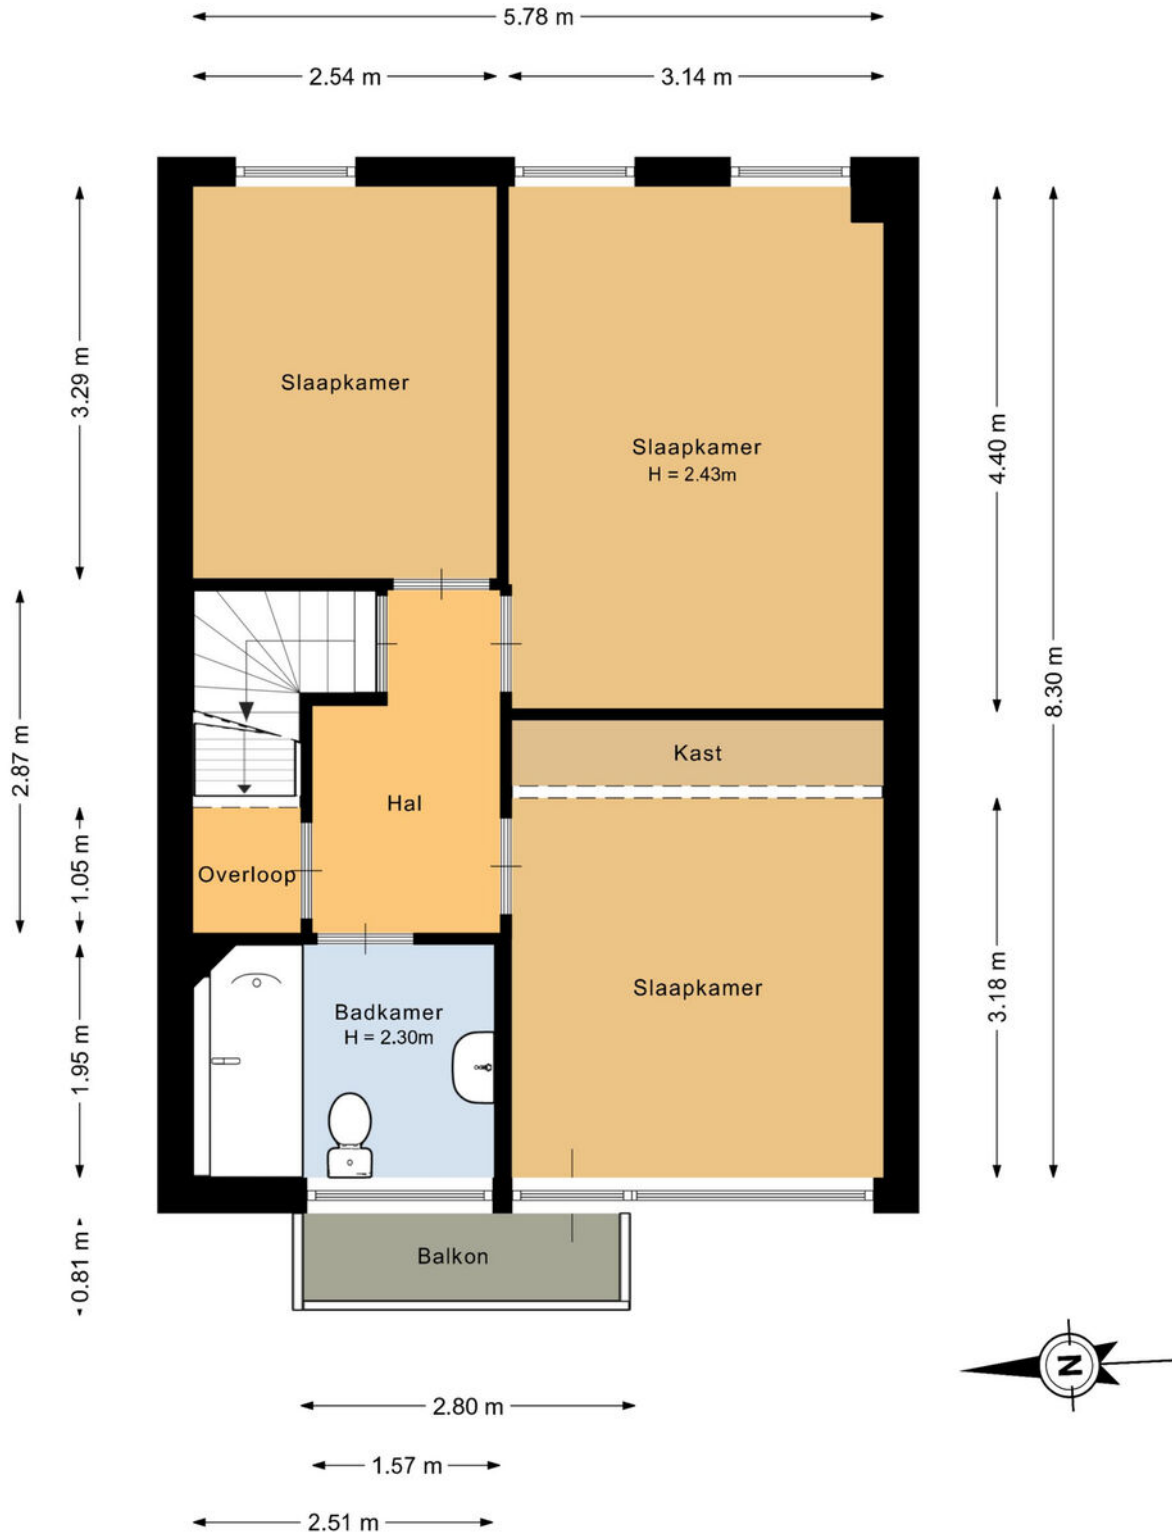 5.78 m
2.54 m
3.14 m
3.29 m
Slaapkamer
Slaapkamer
H = 2.43m
4.40 m
8.30 m
2.87 m
Kast
Hal
1.05 m
Overloop
Slaapkamer
3.18 m
Badkamer
H = 2.30m
1.95 m
Balkon
0.81 m
N
2.80 m
1.57 m
2.51 m